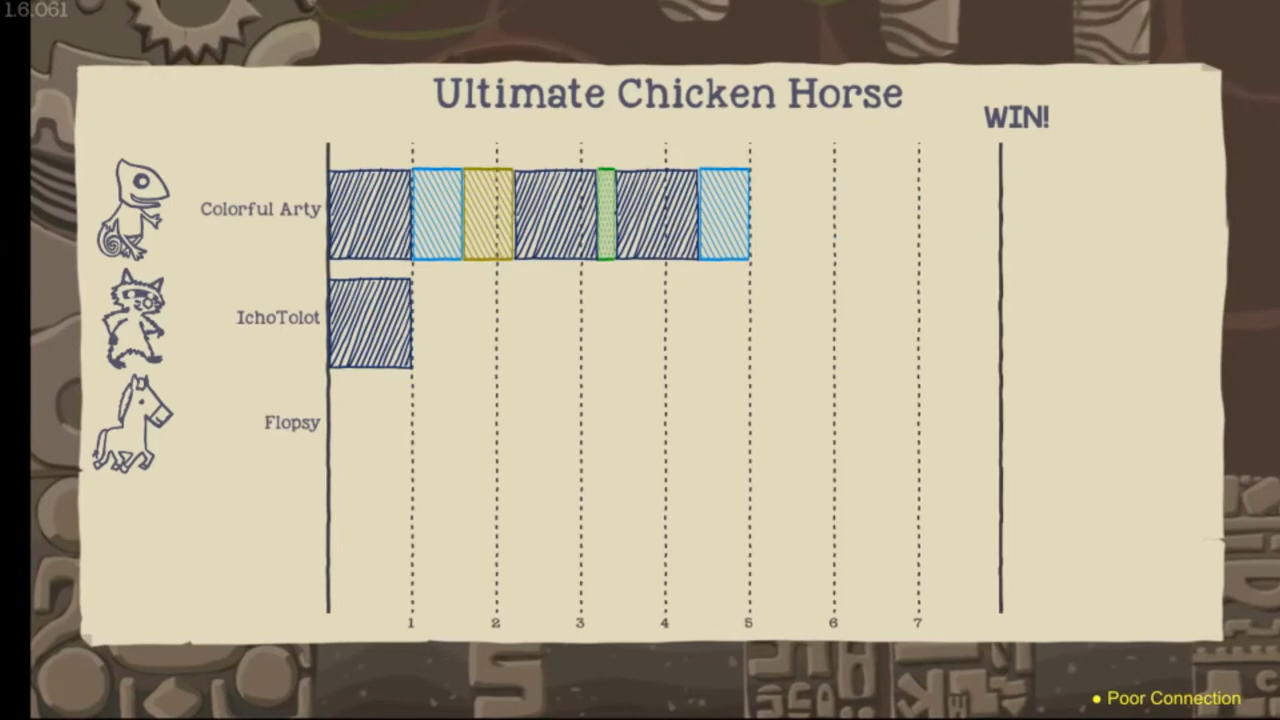 1.6.061
Ultimate Chicken Horse
WIN!
Colorful Arty
IchoTolot
Flopsy
1 2 3 4 5 6 7
● Poor Connection